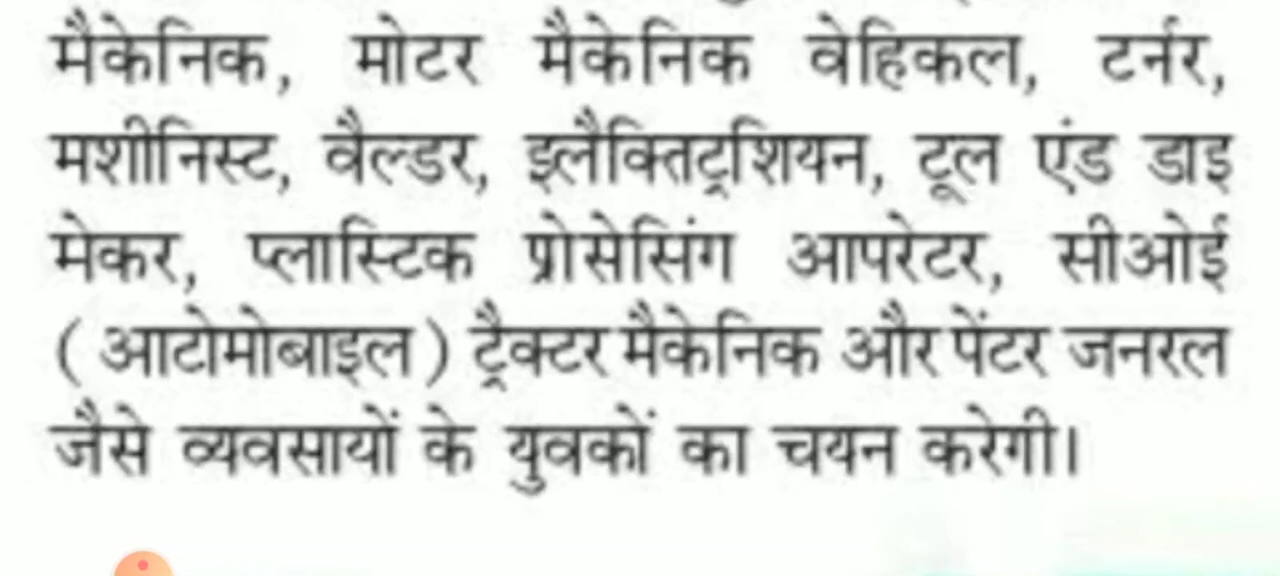 मैकेनिक, मोटर मैकेनिक वेहिकल, टर्नर,
मशीनिस्ट, वैल्डर, इलैक्तिट्रशियन, टूल एंड डाइ
मेकर, प्लास्टिक प्रोसेसिंग आपरेटर, सीओई
(आटोमोबाइल) ट्रैक्टर मैकेनिक और पेंटर जनरल
जैसे व्यवसायों के युवकों का चयन करेगी।